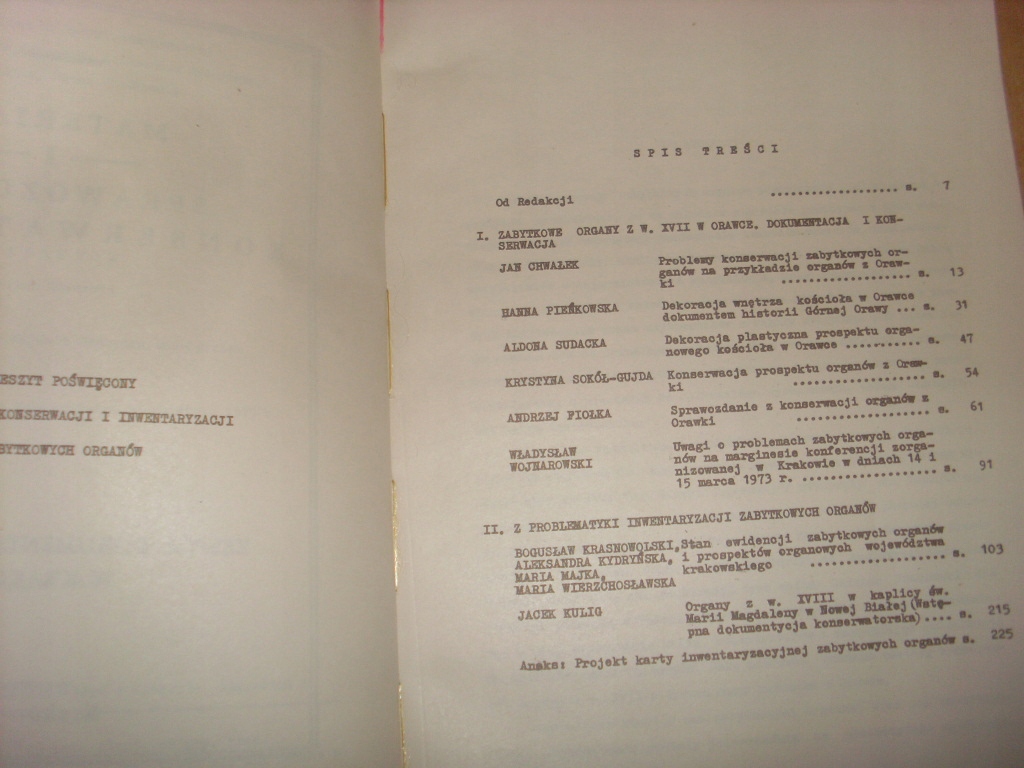 ESZYT POŚWIĘCONY
KONSERWACJI I INWENTARYZACJI
BYTKOWYCH ORGANÓW
SPIS TREŚCI
Od Redakcji ................... s. 7
I. ZABYTKOWE ORGANY Z W. XVII W ORAWCE. DOKUMENTACJA I KON-
SERWACJA
JAN CHWAŁEK Problemy konserwacji zabytkowych or-
ganów na przykładzie organów z Oraw-
ki ................... s. 13
HANNA PIEŃKOWSKA Dekoracja wnętrza kościoła w Orawce
dokumentem historii Górnej Orawy ... s. 31
ALDONA SUDACKA Dekoracja plastyczna prospektu orga-
nowego kościoła w Orawce ........... s. 47
KRYSTYNA SOKÓŁ-GUJDA Konserwacja prospektu organów z Oraw-
ki ................... s. 54
ANDRZEJ FIOŁKA Sprawozdanie z konserwacji organów z
Orawki ................... s. 61
WŁADYSŁAW Uwagi o problemach zabytkowych orga-
WOJNAROWSKI nów na marginesie konferencji zorga-
nizowanej w Krakowie w dniach 14 i
15 marca 1973 r. ................... s. 91
II. Z PROBLEMATYKI INWENTARYZACJI ZABYTKOWYCH ORGANÓW
BOGUSŁAW KRASNOWOLSKI, Stan ewidencji zabytkowych organów
ALEKSANDRA KYDRYŃSKA, i prospektów organowych województwa
MARIA MAJKA, krakowskiego ................... s. 103
MARIA WIERZCHOSŁAWSKA
JACEK KULIG Organy z w. XVIII w kaplicy św.
Marii Magdaleny w Nowej Białej (Wstę-
pna dokumentycja konserwatorska) .... s. 215
Aneks: Projekt karty inwentaryzacyjnej zabytkowych organów s. 225